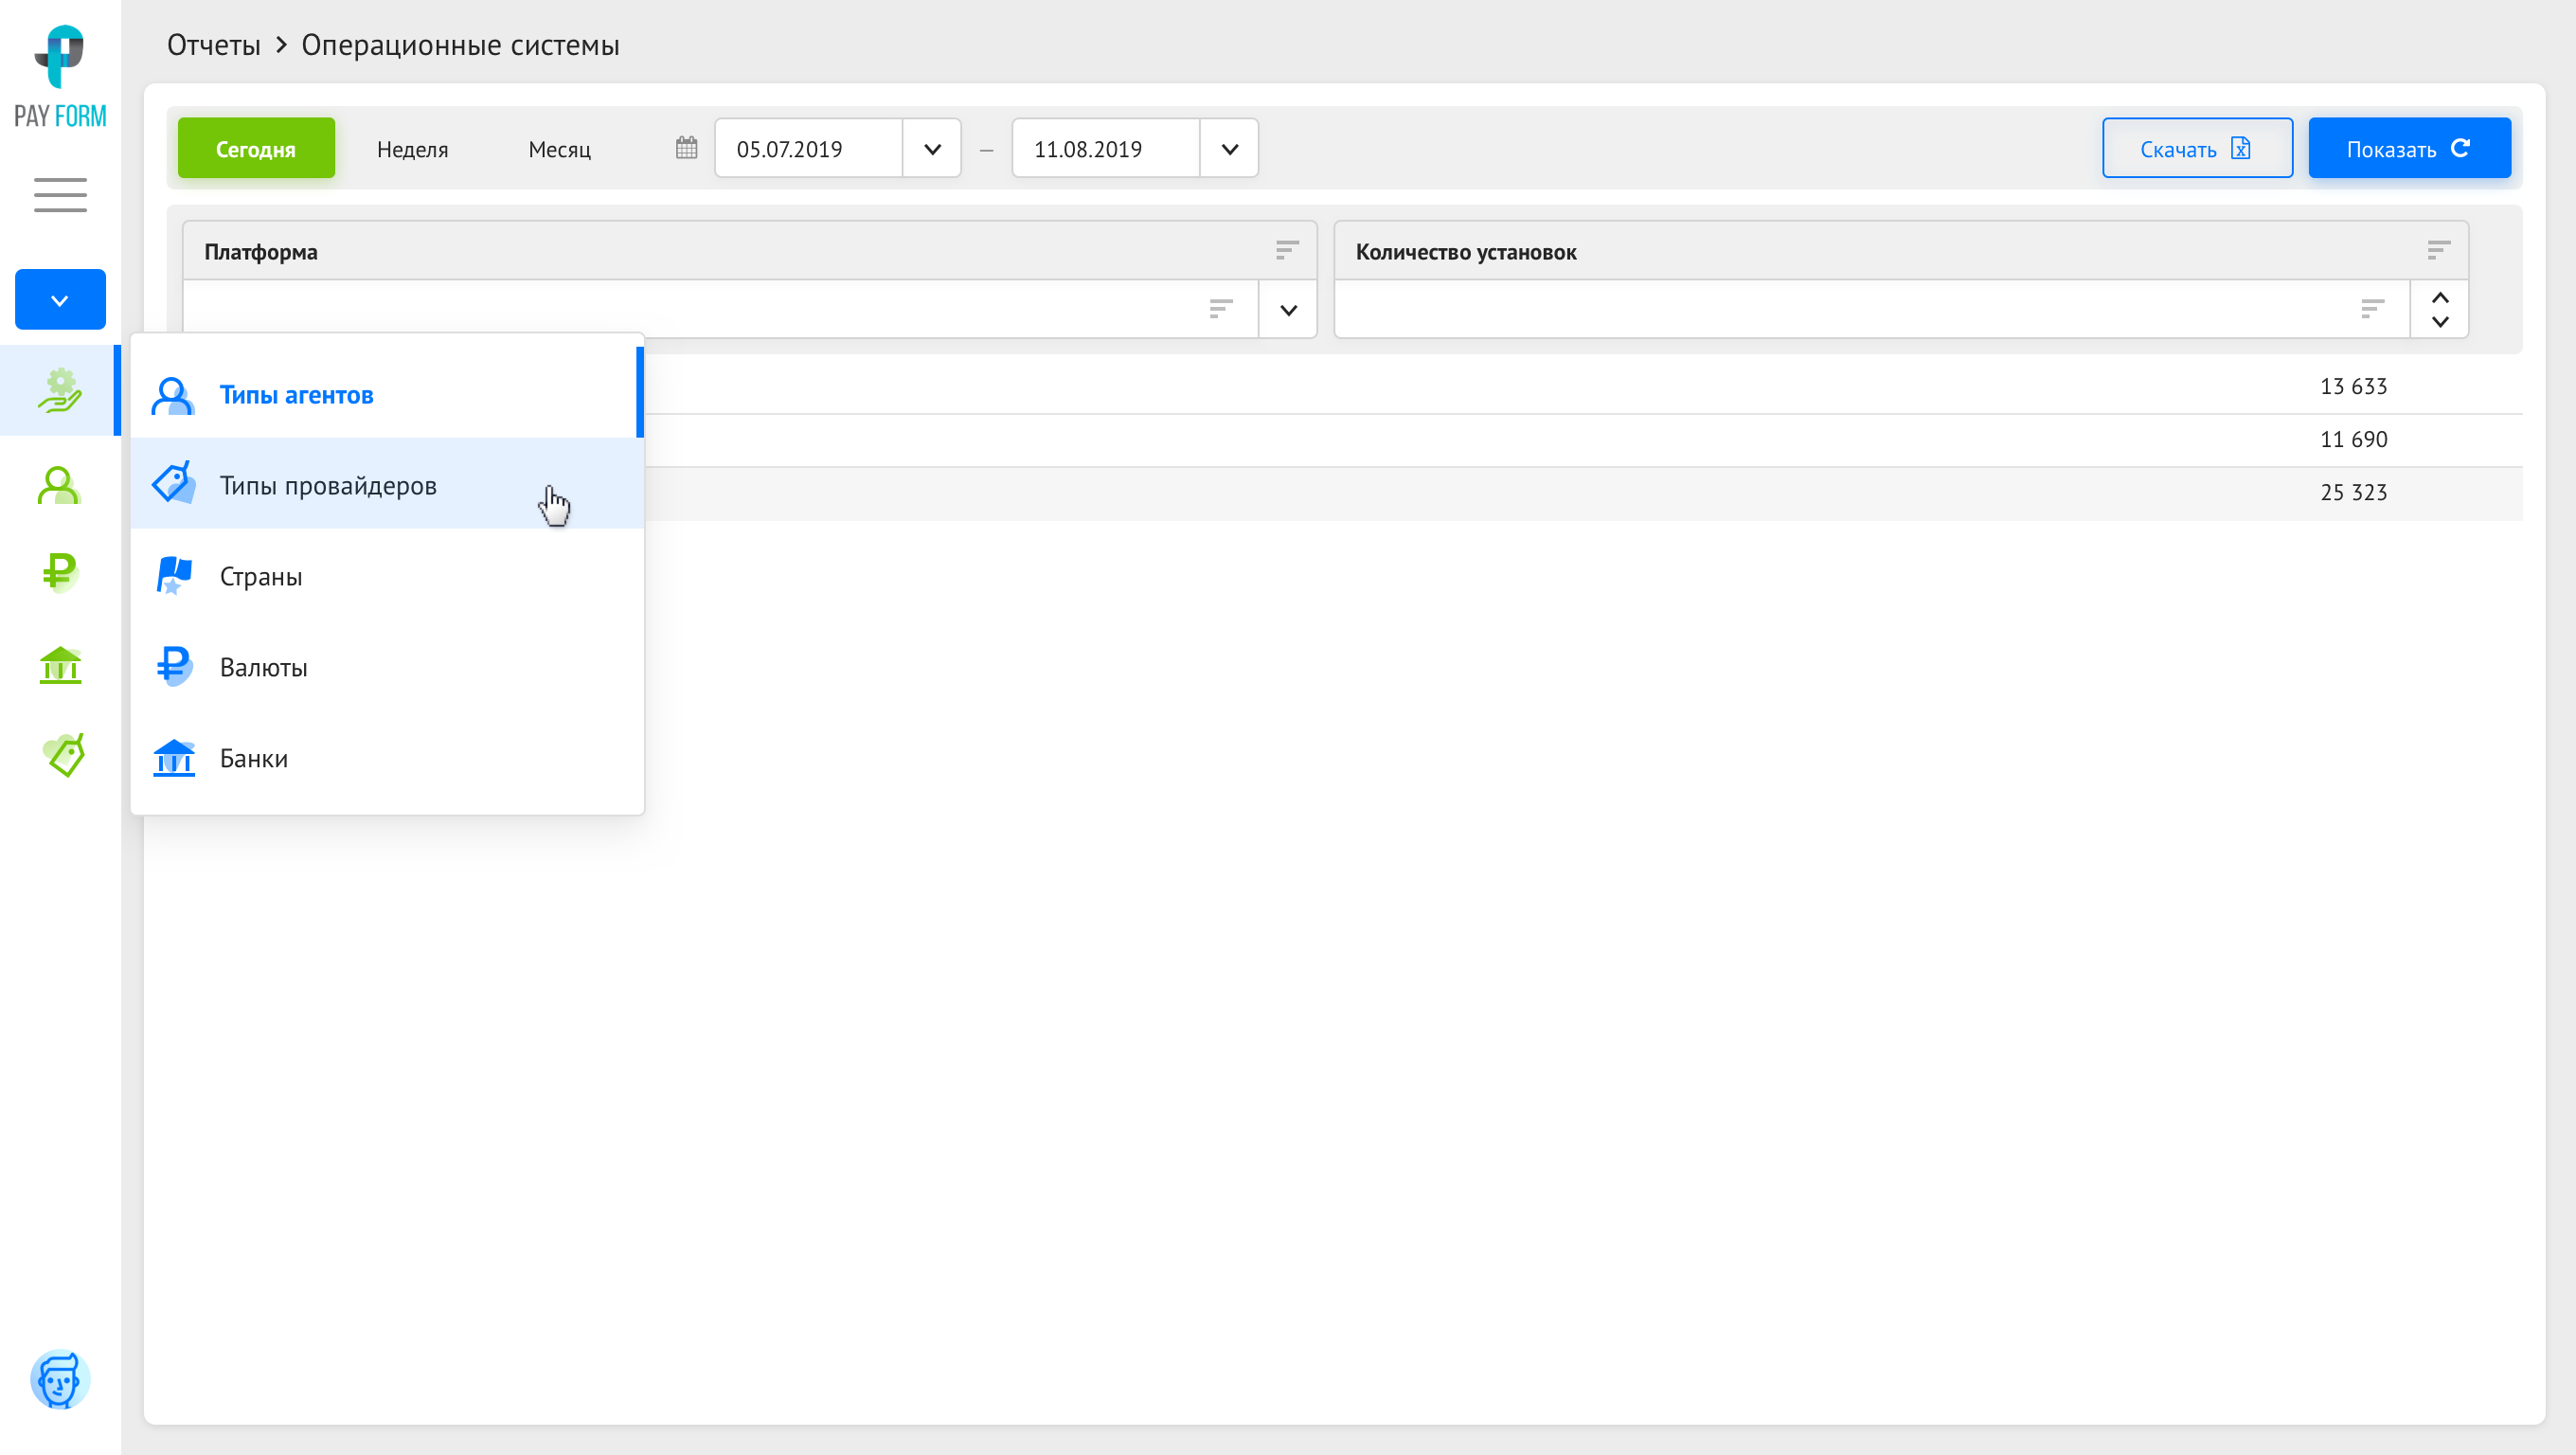 PAY FORM
Отчеты > Операционные системы
Сегодня Неделя Месяц 05.07.2019 – 11.08.2019 Скачать Показать
Платформа Количество установок
Типы агентов
Типы провайдеров
Страны
Валюты
Банки
13 633
11 690
25 323